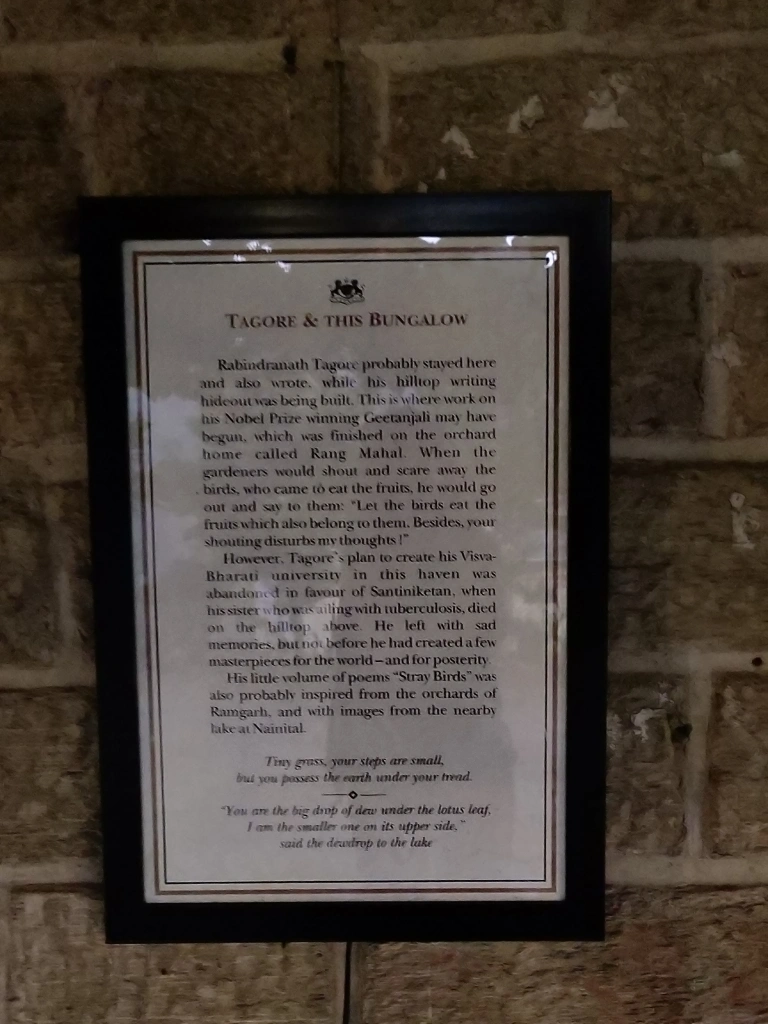 TAGORE & THIS BUNGALOW
Rabindranath Tagore probably stayed here
and also wrote, while his hilltop writing
hideout was being built. This is where work on
his Nobel Prize winning Geetanjali may have
begun, which was finished on the orchard
home called Rang Mahal. When the
gardeners would shout and scare away the
birds, who came to eat the fruits, he would go
out and say to them: "Let the birds eat the
fruits which also belong to them. Besides, your
shouting disturbs my thoughts!"
However, Tagore's plan to create his Visva-
Bharati university in this haven was
abandoned in favour of Santiniketan, when
his sister who was ailing with tuberculosis, died
on the hilltop above. He left with sad
memories, but not before he had created a few
masterpieces for the world – and for posterity.
His little volume of poems "Stray Birds" was
also probably inspired from the orchards of
Ramgarh, and with images from the nearby
lake at Nainital.
Tiny grass, your steps are small,
but you possess the earth under your tread.
"You are the big drop of dew under the lotus leaf,
I am the smaller one on its upper side,"
said the dewdrop to the lake